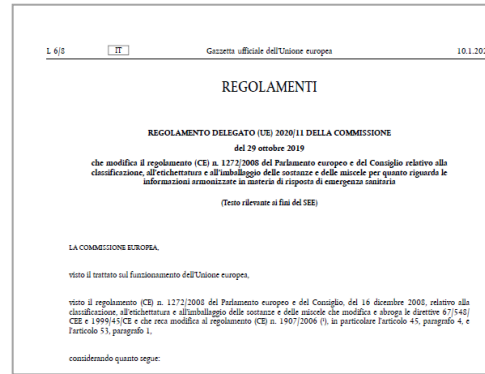 L 6/8 IT Gazzetta ufficiale dell'Unione europea 10.1.202
REGOLAMENTI
REGOLAMENTO DELEGATO (UE) 2020/11 DELLA COMMISSIONE
del 29 ottobre 2019
che modifica il regolamento (CE) n. 1272/2008 del Parlamento europeo e del Consiglio relativo alla
classificazione, all'etichettatura e all'imballaggio delle sostanze e delle miscele per quanto riguarda le
informazioni armonizzate in materia di risposta di emergenza sanitaria
(Testo rilevante ai fini del SEE)
LA COMMISSIONE EUROPEA,
visto il trattato sul funzionamento dell'Unione europea,
visto il regolamento (CE) n. 1272/2008 del Parlamento europeo e del Consiglio, del 16 dicembre 2008, relativo alla
classificazione, all'etichettatura e all'imballaggio delle sostanze e delle miscele che modifica e abroga le direttive 67/548/
CEE e 1999/45/CE e che reca modifica al regolamento (CE) n. 1907/2006 (¹), in particolare l'articolo 45, paragrafo 4, e
l'articolo 53, paragrafo 1,
considerando quanto segue: